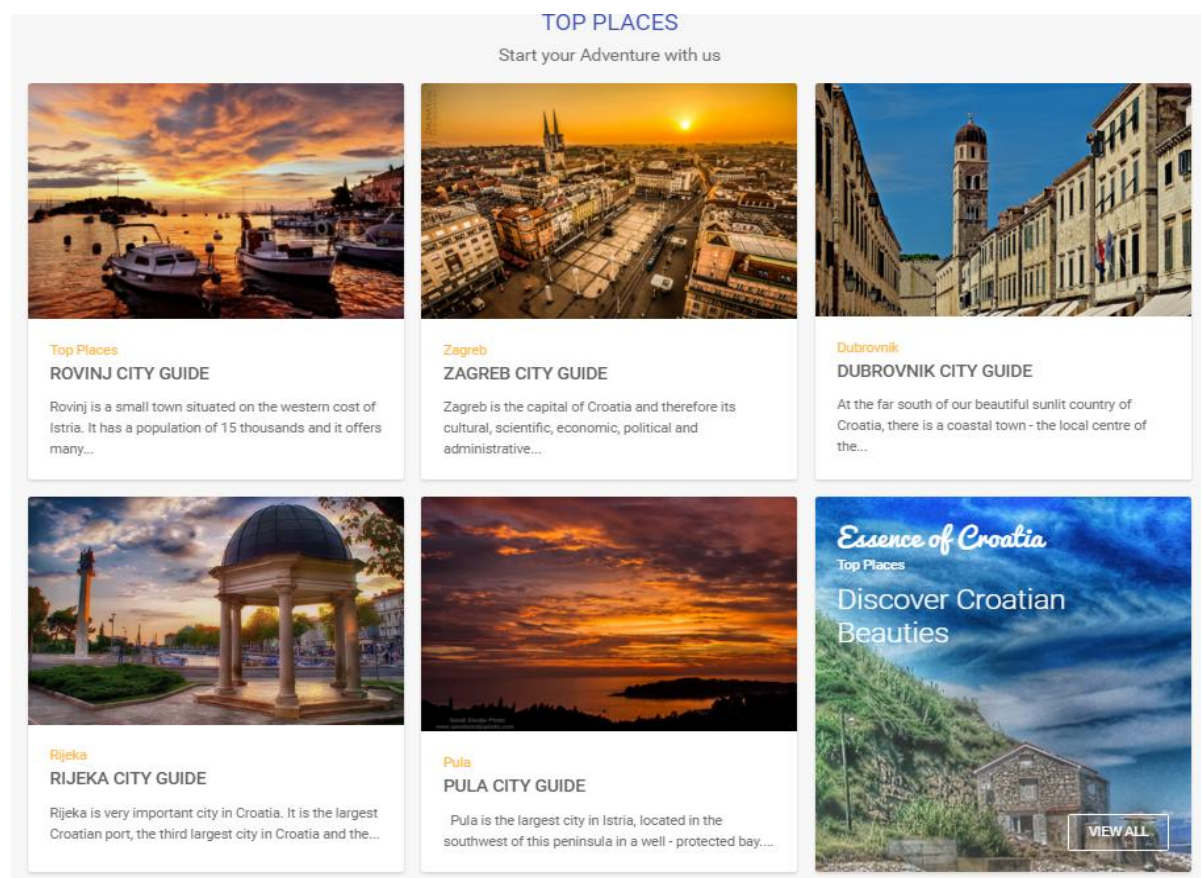 TOP PLACES
Start your Adventure with us
Top Places
ROVINJ CITY GUIDE
Rovinj is a small town situated on the western cost of
Istria. It has a population of 15 thousands and it offers
many...
Zagreb
ZAGREB CITY GUIDE
Zagreb is the capital of Croatia and therefore its
cultural, scientific, economic, political and
administrative...
Dubrovnik
DUBROVNIK CITY GUIDE
At the far south of our beautiful sunlit country of
Croatia, there is a coastal town - the local centre of
the...
Rijeka
RIJEKA CITY GUIDE
Rijeka is very important city in Croatia. It is the largest
Croatian port, the third largest city in Croatia and the...
Pula
PULA CITY GUIDE
Pula is the largest city in Istria, located in the
southwest of this peninsula in a well - protected bay....
Essence of Croatia
Top Places
Discover Croatian
Beauties
VIEW ALL